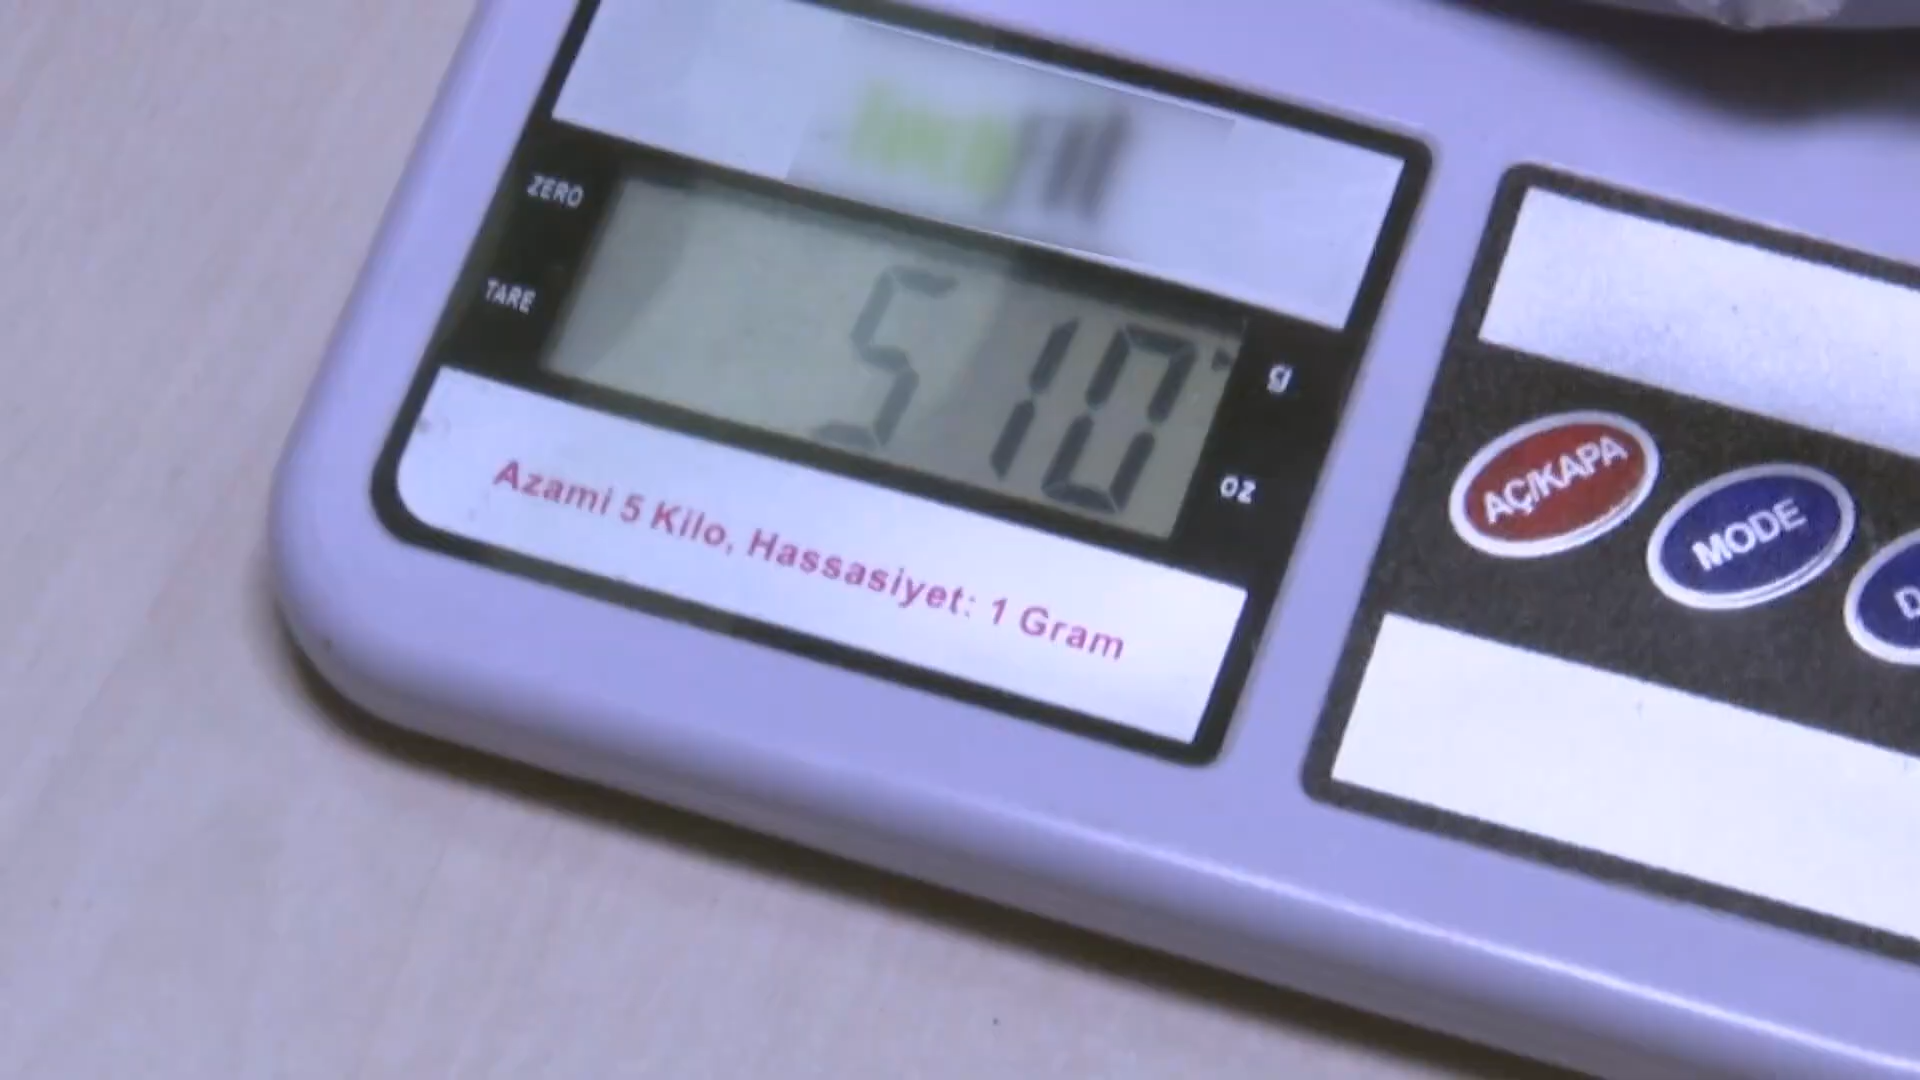 ZERO
TARE
510
g
oz
Azami 5 Kilo, Hassasiyet: 1 Gram
AÇ/KAPA
MODE